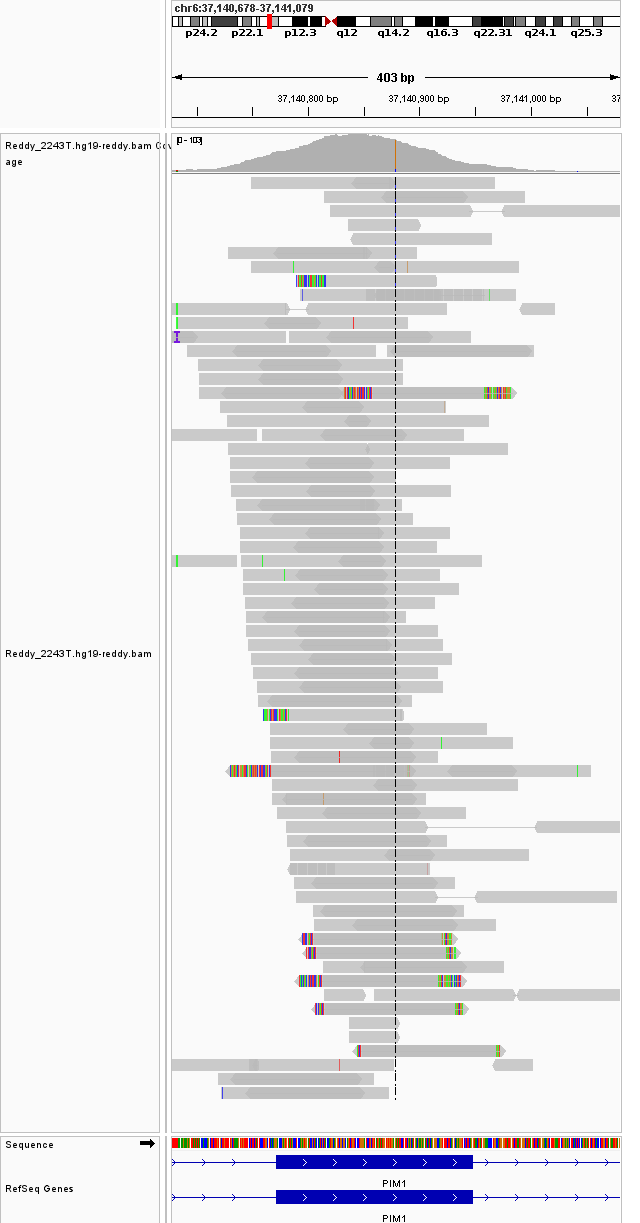 chr6:37,140,678-37,141,079
p24.2 p22.1 p12.3 q12 q14.2 q16.3 q22.31 q24.1 q25.3
403 bp
37,140,800 bp 37,140,900 bp 37,141,000 bp 37
Reddy_2243T.hg19-reddy.bam Cov
age
[0 - 103]
Reddy_2243T.hg19-reddy.bam
Sequence
PIM1
RefSeq Genes
PIM1